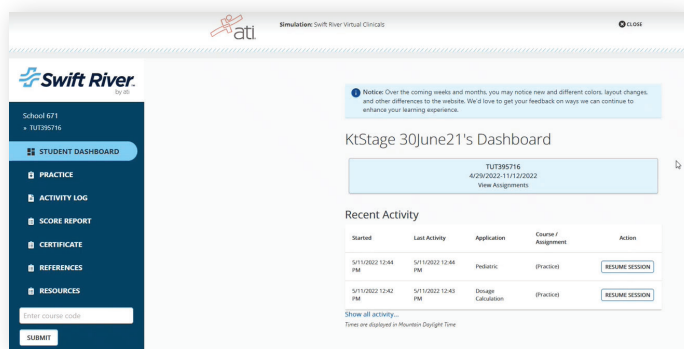 ati
Simulation: Swift River Virtual Clinicals
CLOSE
Swift River
by ati
School 671
» TUT395716
STUDENT DASHBOARD
PRACTICE
ACTIVITY LOG
SCORE REPORT
CERTIFICATE
REFERENCES
RESOURCES
Enter course code
SUBMIT
Notice: Over the coming weeks and months, you may notice new and different colors, layout changes,
and other differences to the website. We'd love to get your feedback on ways we can continue to
enhance your learning experience.
KtStage 30June21's Dashboard
TUT395716
4/29/2022-11/12/2022
View Assignments
Recent Activity
Started Last Activity Application Course / Assignment Action
5/11/2022 12:44 PM 5/11/2022 12:44 PM Pediatric (Practice) RESUME SESSION
5/11/2022 12:42 PM 5/11/2022 12:43 PM Dosage Calculation (Practice) RESUME SESSION
Show all activity...
Times are displayed in Mountain Daylight Time